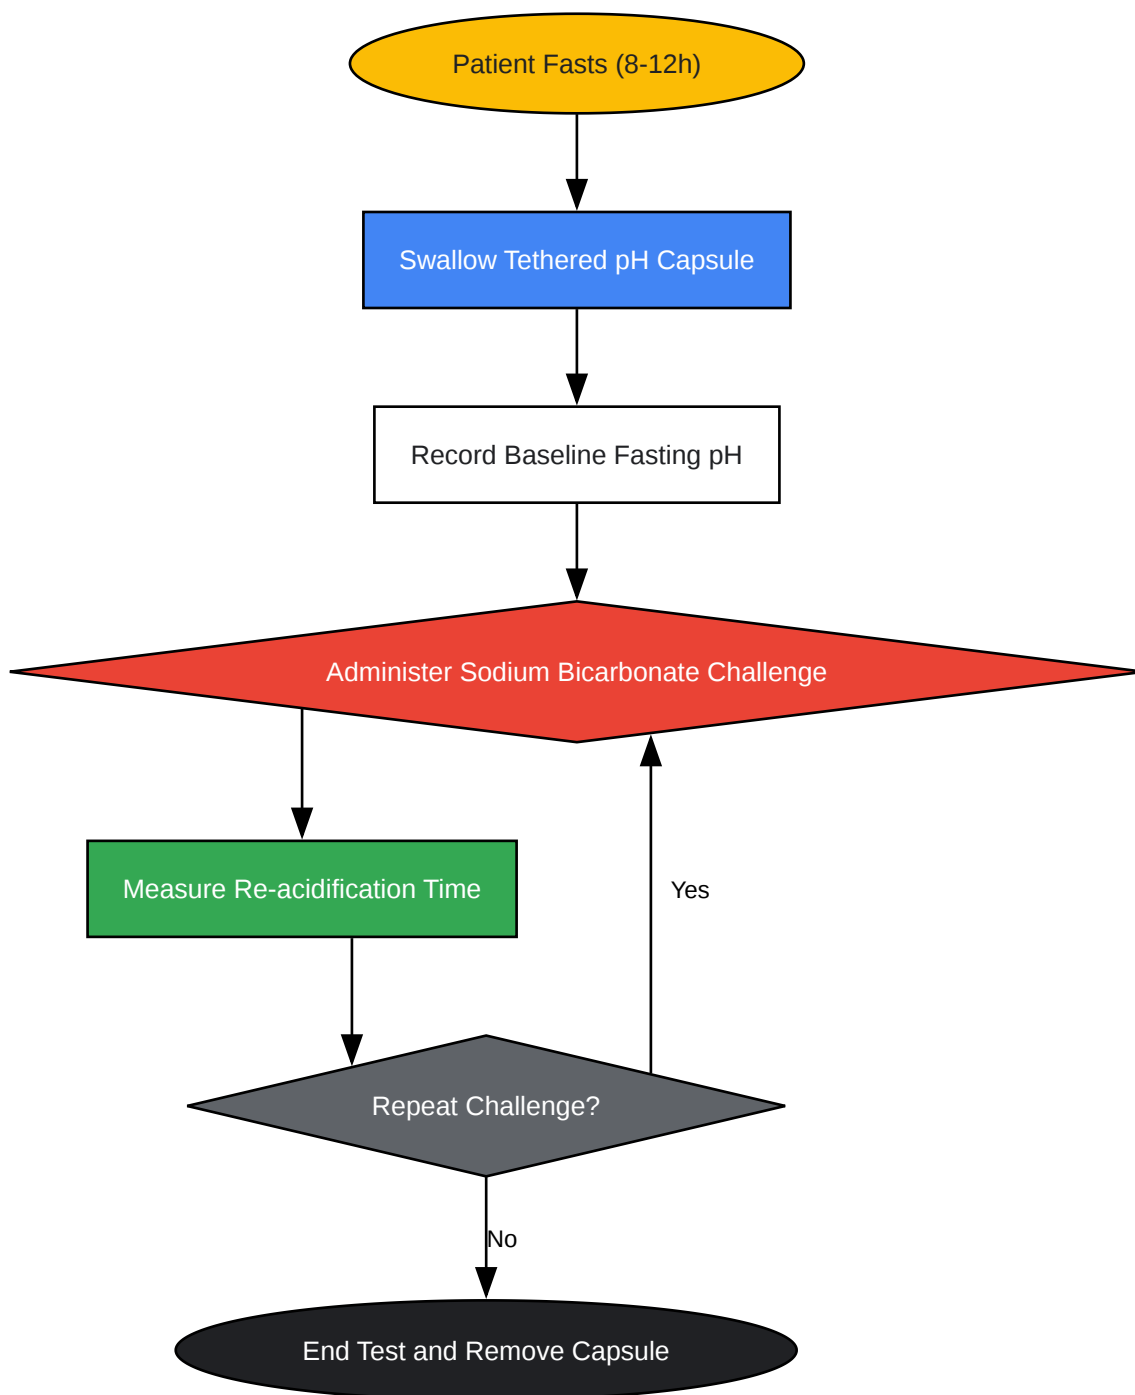 Patient Fasts (8-12h)
Swallow Tethered pH Capsule
Record Baseline Fasting pH
Administer Sodium Bicarbonate Challenge
Measure Re-acidification Time
Yes
Repeat Challenge?
No
End Test and Remove Capsule